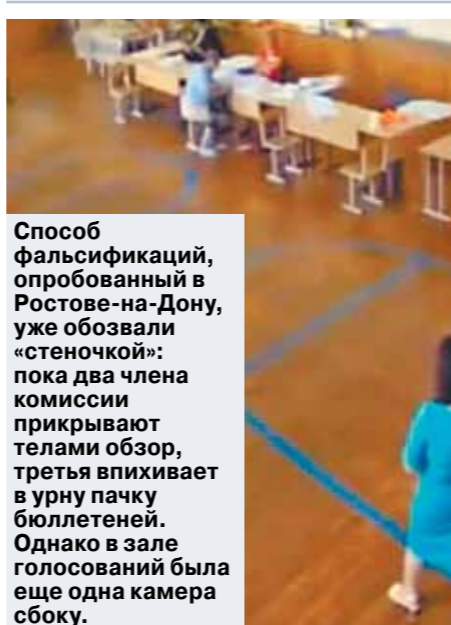 Способ
фальсификаций,
опробованный в
Ростове-на-Дону,
уже обозвали
«стеночкой»:
пока два члена
комиссии
прикрывают
телами обзор,
третья впихивает
в урну пачку
бюллетеней.
Однако в зале
голосований была
еще одна камера
сбоку.